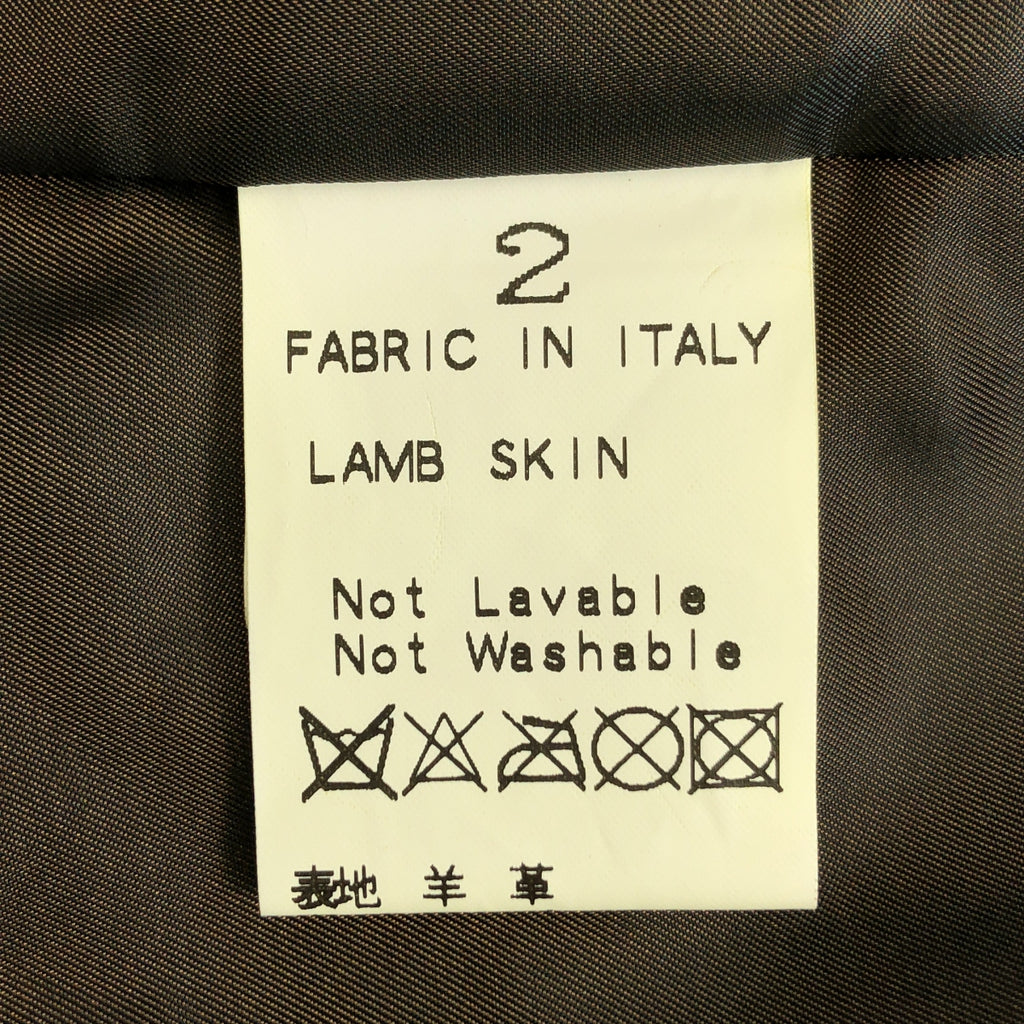 2
FABRIC IN ITALY
LAMB SKIN
Not Lavable
Not Washable
表地 羊 革